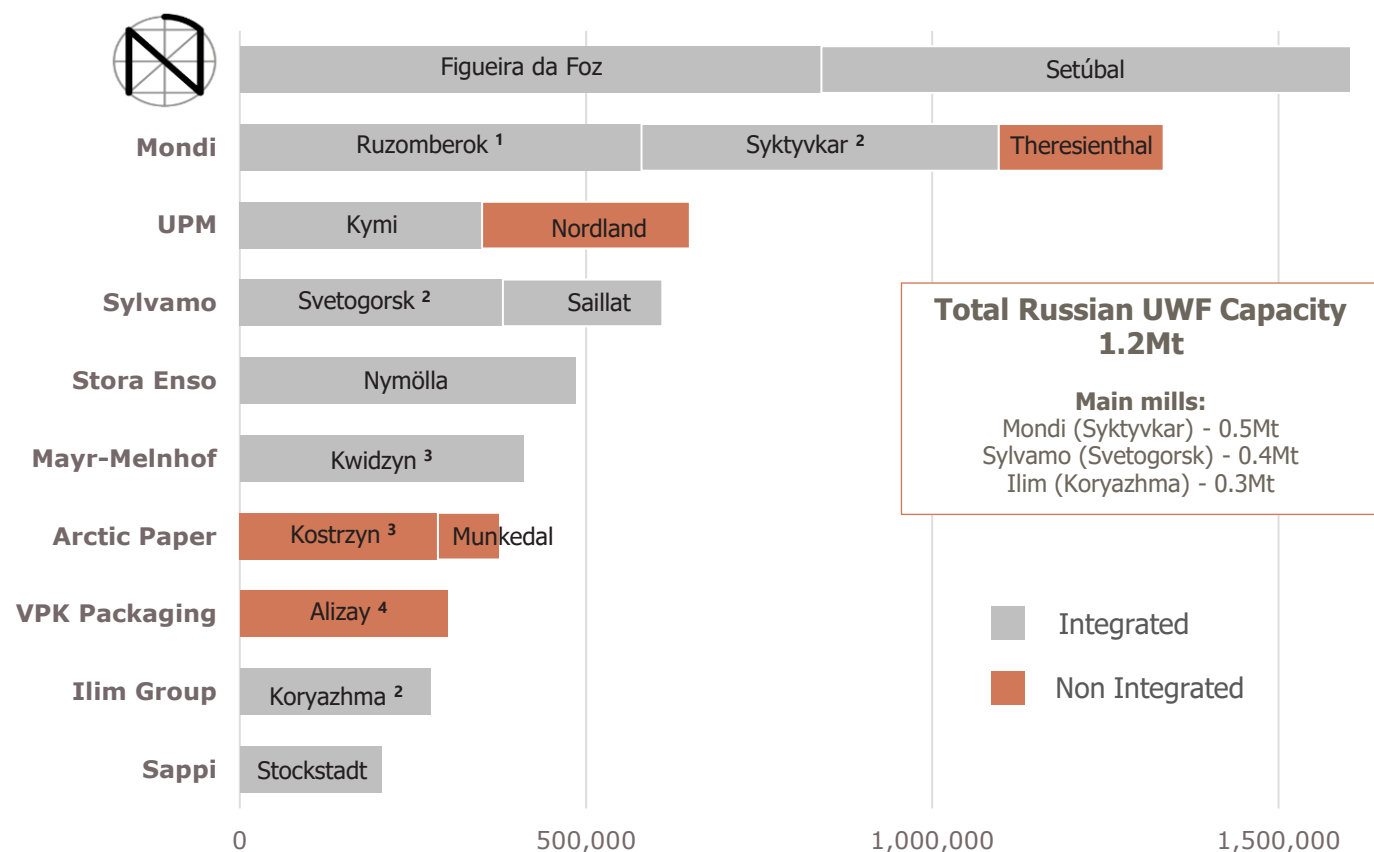 Figueira da Foz Setúbal
Mondi Ruzomberok ¹ Syktyvkar ² Theresienthal
UPM Kymi Nordland
Sylvamo Svetogorsk ² Saillat
Total Russian UWF Capacity
1.2Mt
Main mills:
Mondi (Syktyvkar) - 0.5Mt
Sylvamo (Svetogorsk) - 0.4Mt
Ilim (Koryazhma) - 0.3Mt
Stora Enso Nymölla
Mayr-Melnhof Kwidzyn ³
Arctic Paper Kostrzyn ³ Munkedal
VPK Packaging Alizay ⁴
Integrated
Ilim Group Koryazhma ²
Non Integrated
Sappi Stockstadt
0 500,000 1,000,000 1,500,000